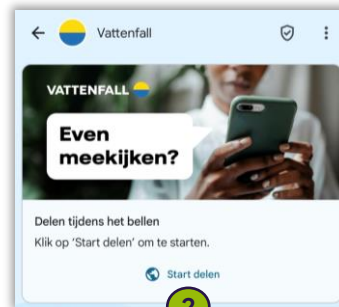 Vattenfall
VATTENFALL
Even
meekijken?
Delen tijdens het bellen
Klik op 'Start delen' om te starten.
Start delen
2